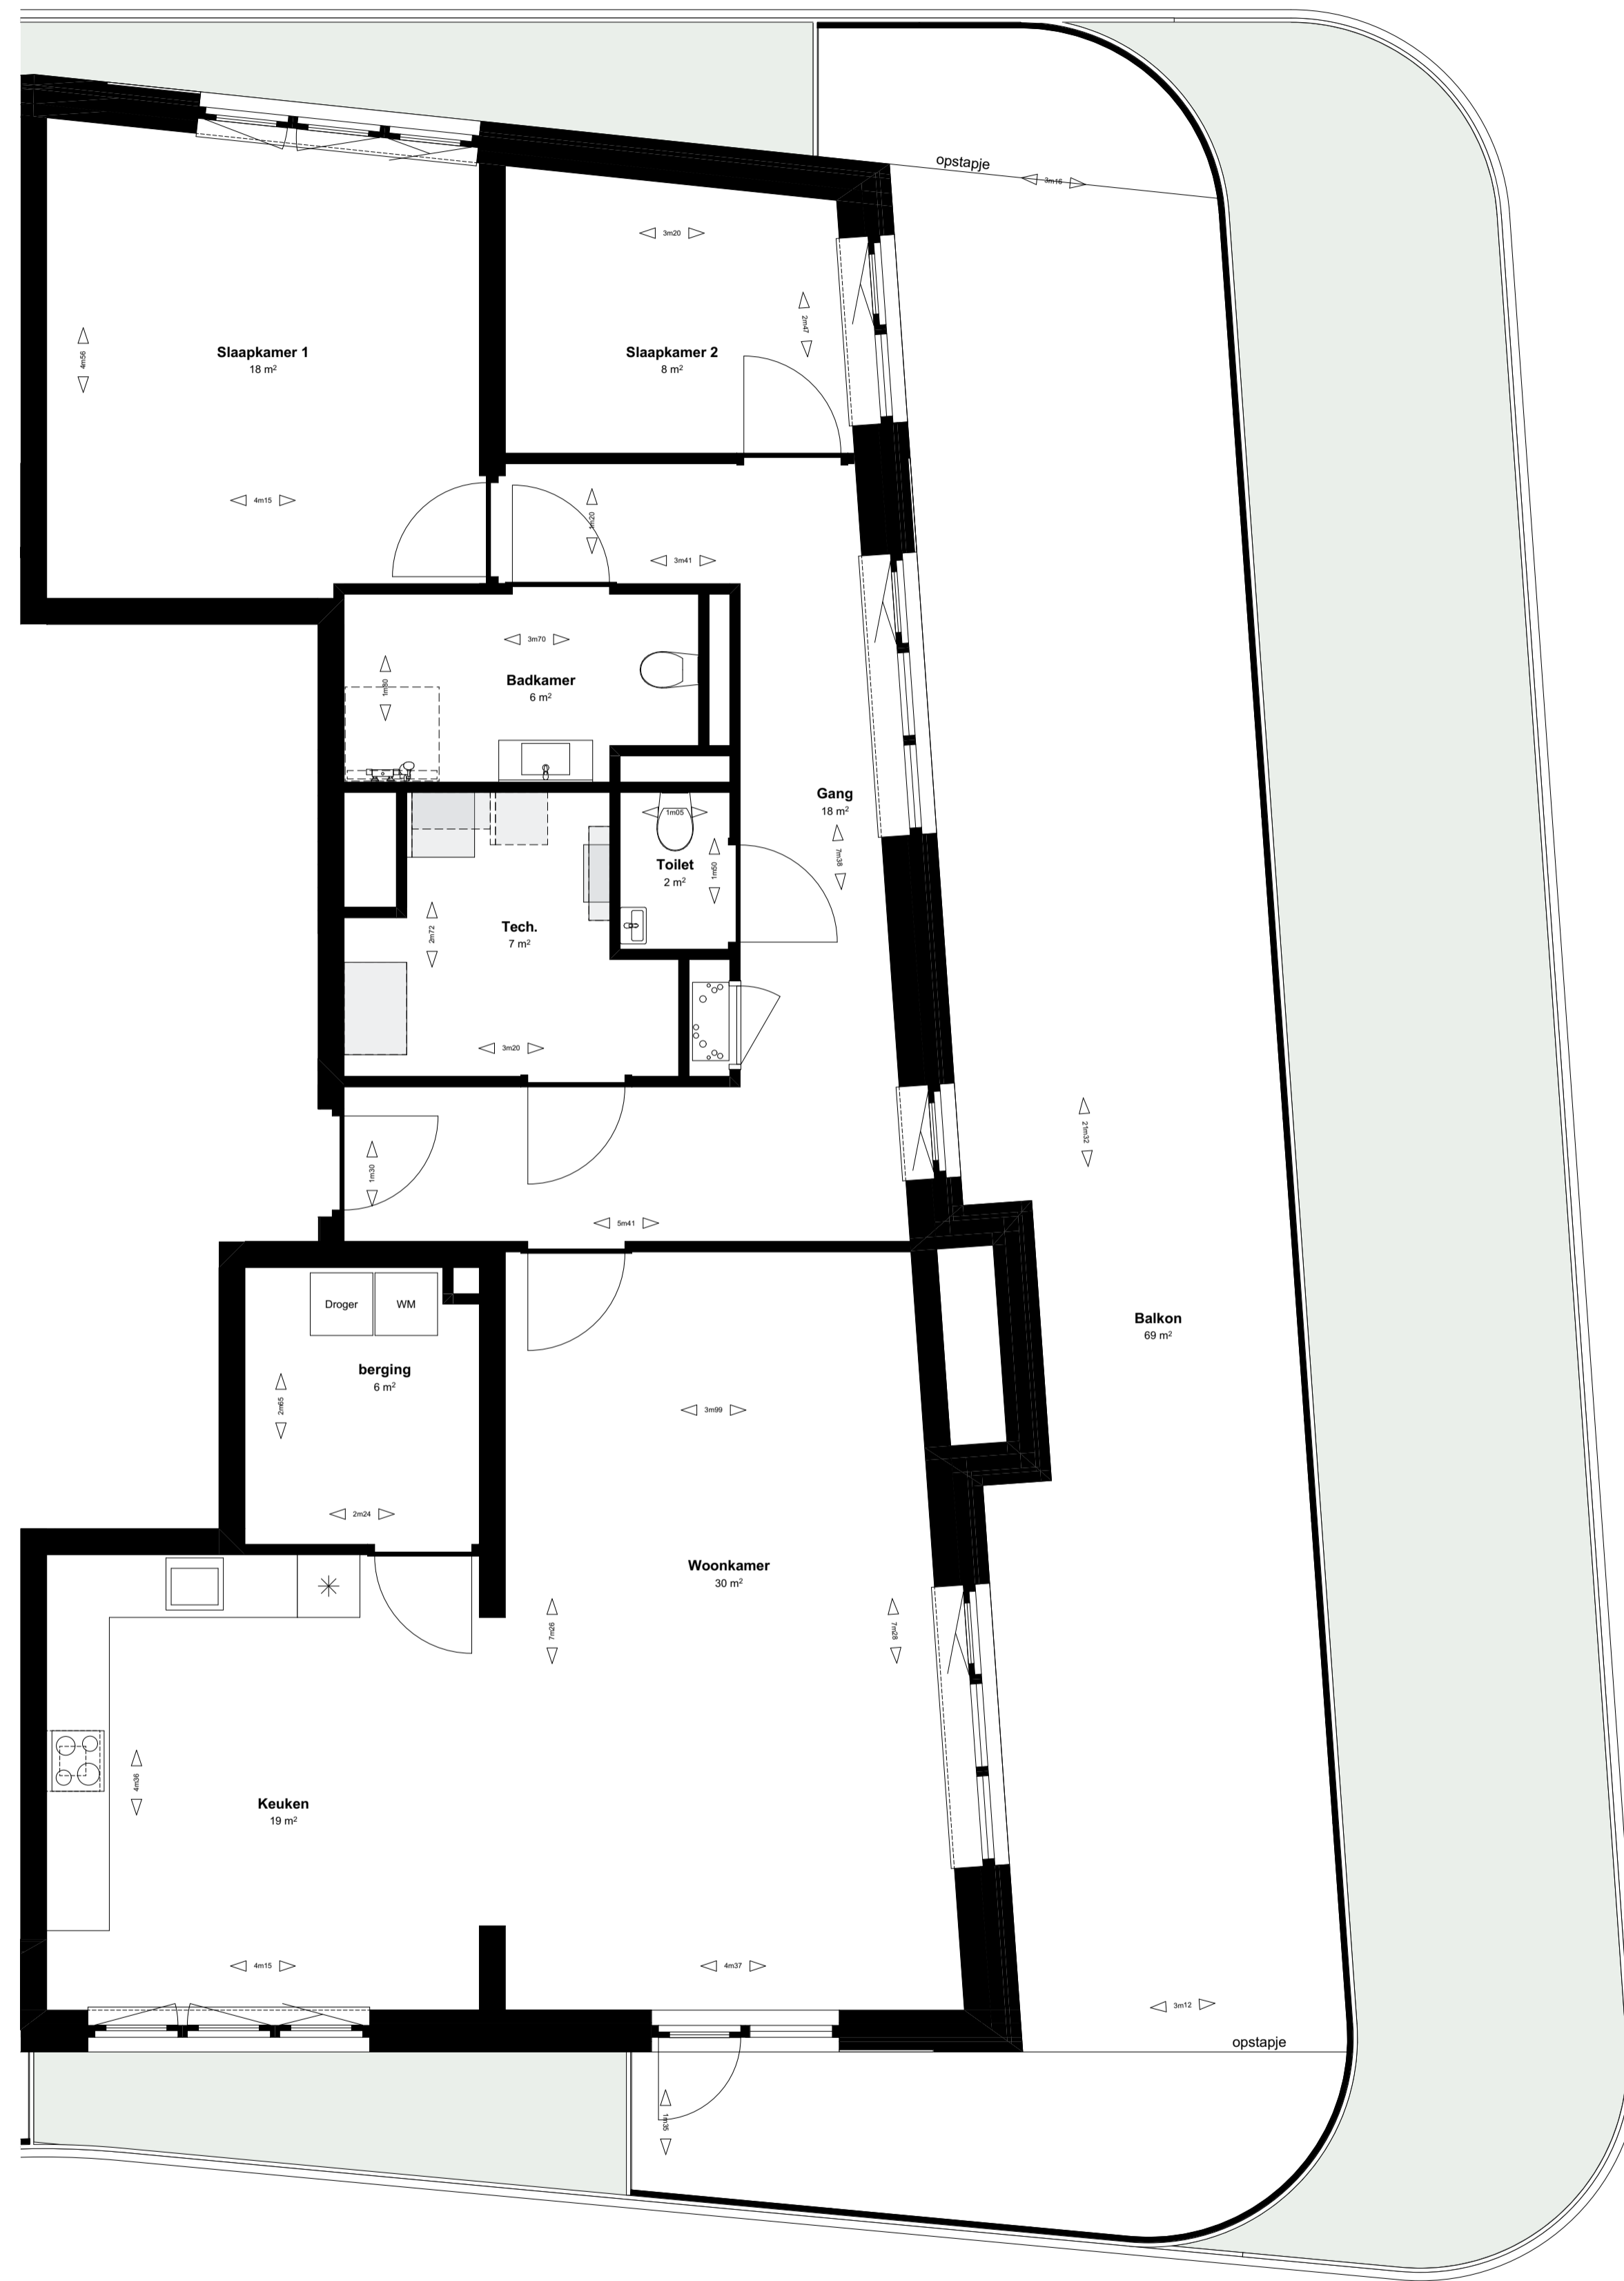 opstapje
3m16
3m20
2m47
4m56
Slaapkamer 1
18 m²
Slaapkamer 2
8 m²
4m15
1m20
3m41
3m70
1m80
Badkamer
6 m²
Gang
18 m²
7m38
1m05
Toilet
2 m²
1m50
Tech.
7 m²
2m72
3m20
21m32
1m30
5m41
Droger
WM
Balkon
69 m²
berging
6 m²
2m65
3m99
2m24
Woonkamer
30 m²
7m26
7m28
4m36
Keuken
19 m²
4m15
4m37
3m12
opstapje
1m35